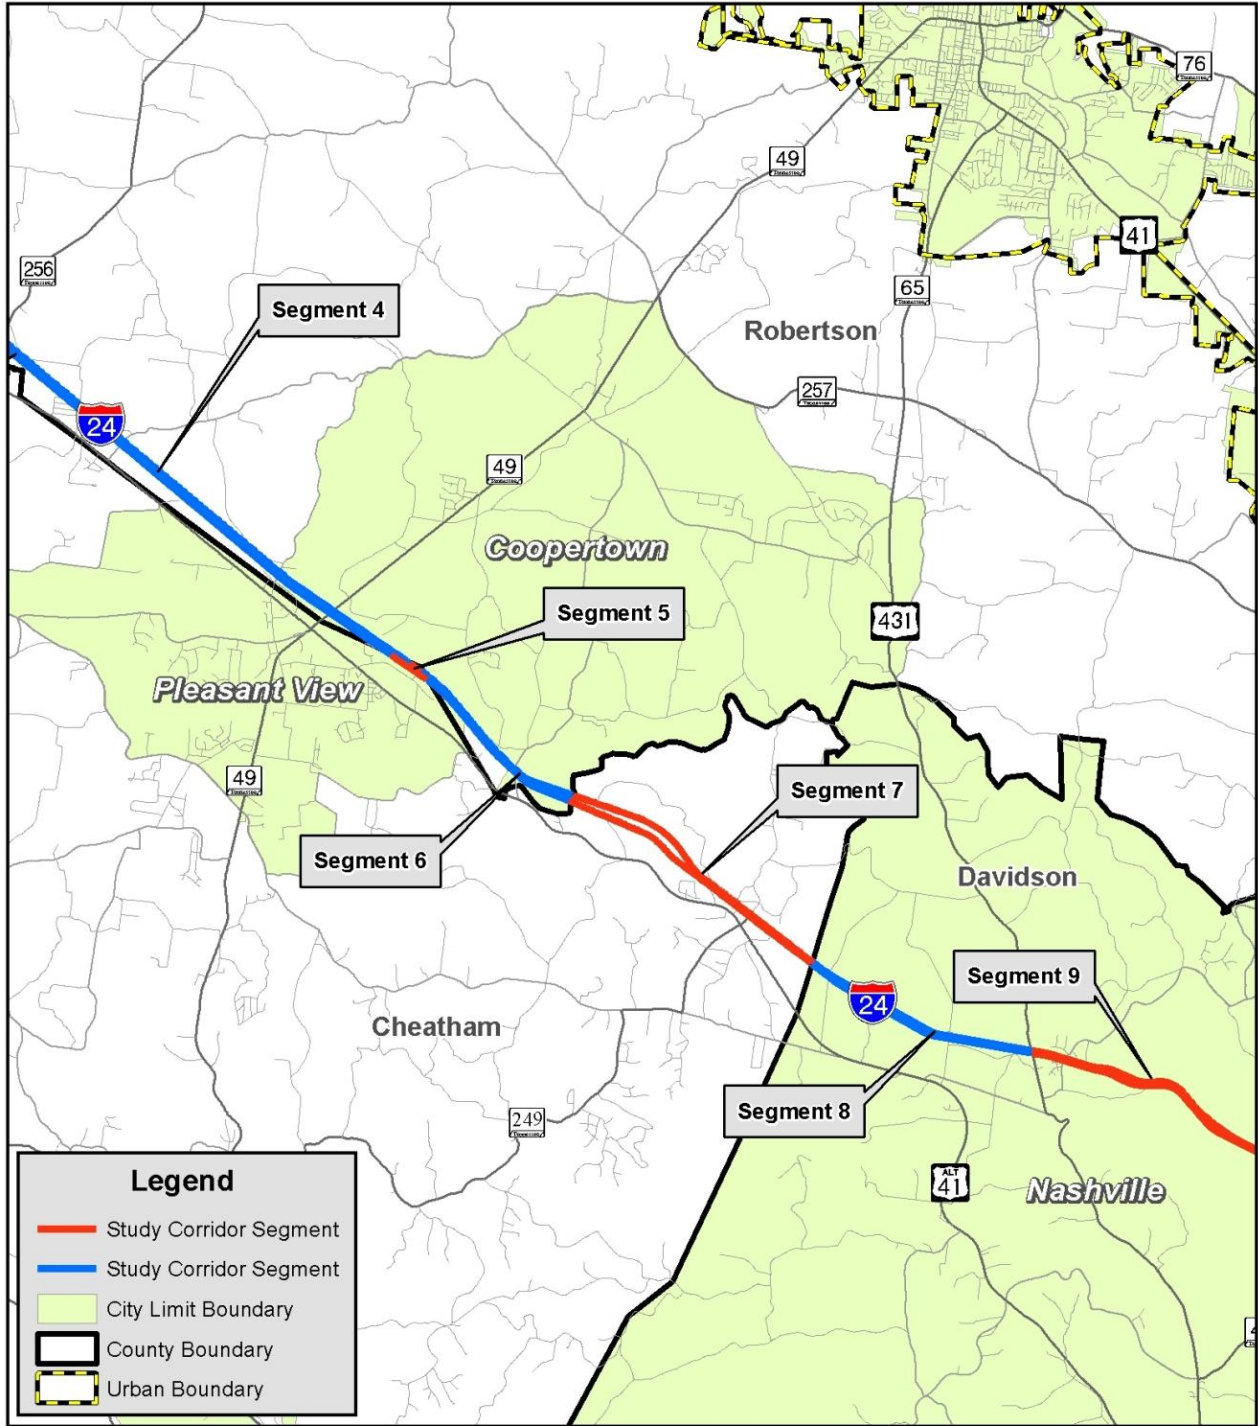 76
49
41
256
65
Segment 4
Robertson
257
24
49
Coopertown
Segment 5
431
Pleasant View
49
Segment 7
Segment 6
Davidson
Segment 9
24
Cheatham
Segment 8
249
ALT
41
Nashville
Legend
Study Corridor Segment
Study Corridor Segment
City Limit Boundary
County Boundary
Urban Boundary